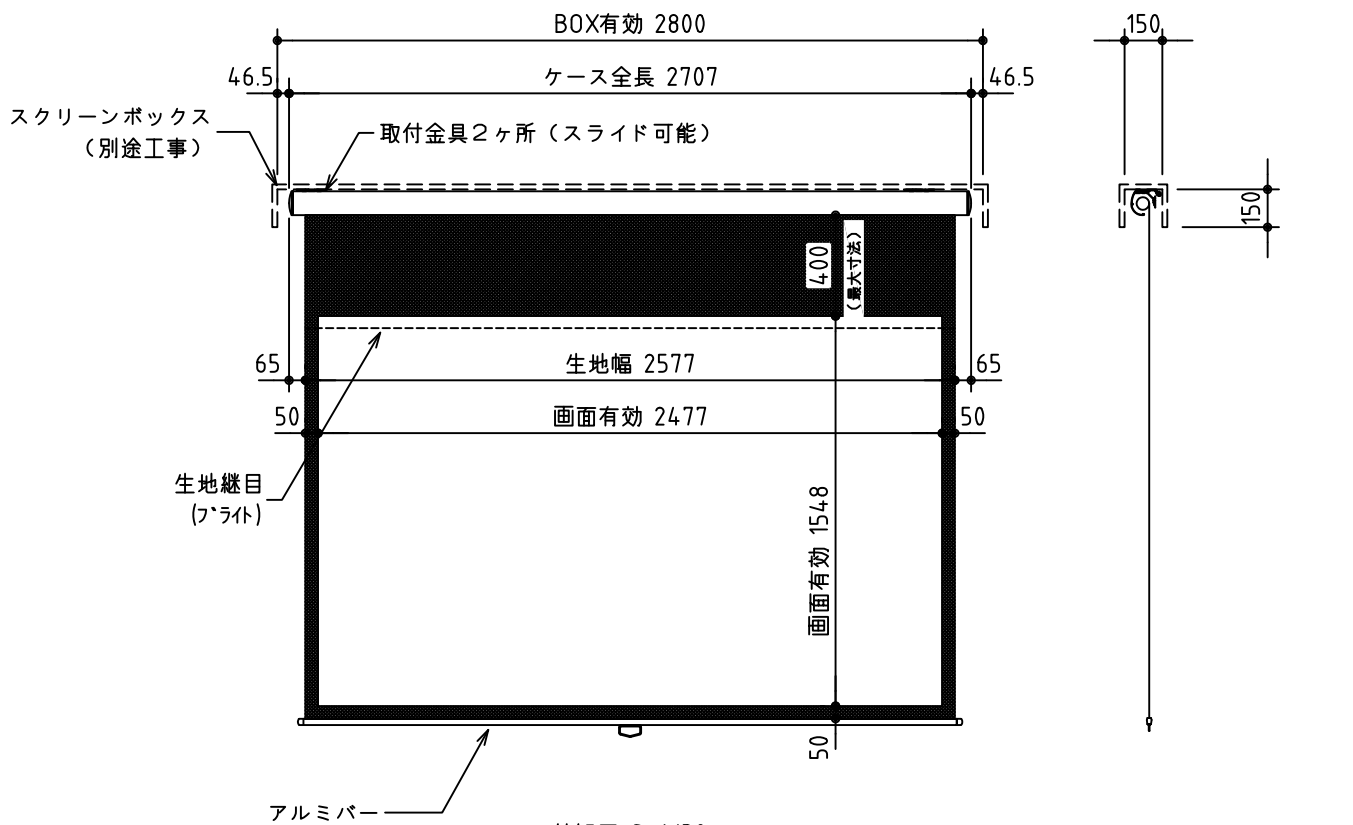 BOX有効 2800
150
46.5
ケース全長 2707
46.5
スクリーンボックス
（別途工事）
取付金具２ヶ所（スライド可能）
150
400
（最大寸法）
65
生地幅 2577
65
50
画面有効 2477
50
生地継目
(ﾌﾞﾗｲﾄ)
画面有効 1548
50
アルミバー